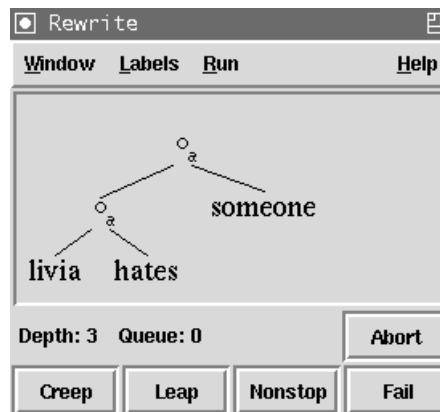 Rewrite
Window Labels Run Help
o a
o a someone
livia hates
Depth: 3 Queue: 0 Abort
Creep Leap Nonstop Fail